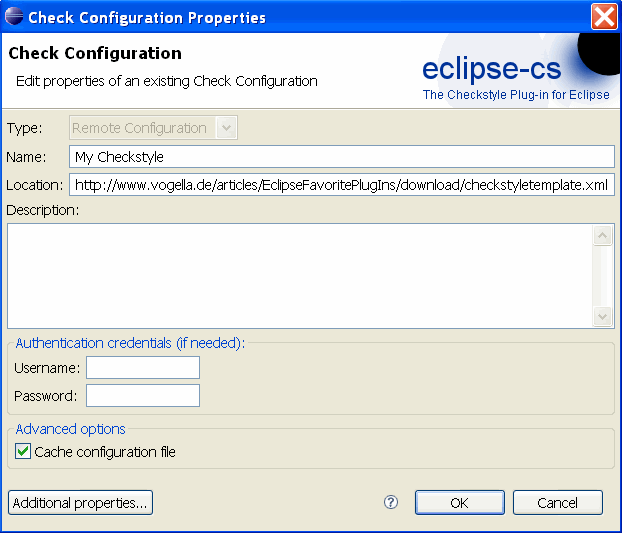 Check Configuration Properties
Check Configuration
Edit properties of an existing Check Configuration
eclipse-cs
The Checkstyle Plug-in for Eclipse
Type: Remote Configuration
Name: My Checkstyle
Location: http://www.vogella.de/articles/EclipseFavoritePlugIns/download/checkstyletemplate.xml
Description:
Authentication credentials (if needed):
Username:
Password:
Advanced options
Cache configuration file
Additional properties... ? OK Cancel